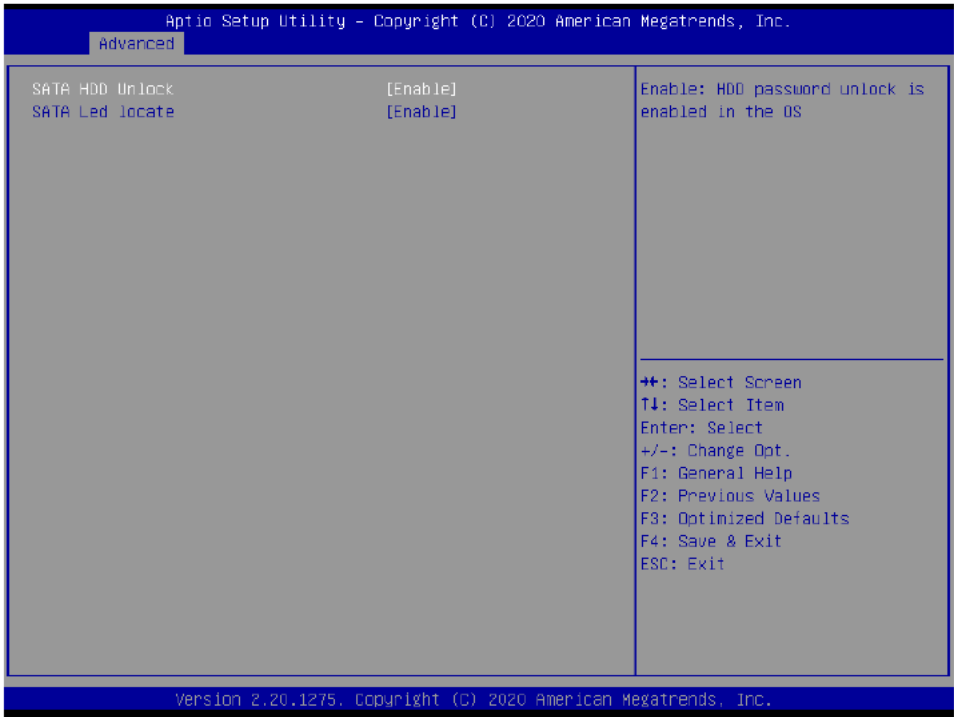 Aptio Setup Utility – Copyright (C) 2020 American Megatrends, Inc.
Advanced
SATA HDD Unlock [Enable]
SATA Led locate [Enable]
Enable: HDD password unlock is
enabled in the OS
→←: Select Screen
↑↓: Select Item
Enter: Select
+/-: Change Opt.
F1: General Help
F2: Previous Values
F3: Optimized Defaults
F4: Save & Exit
ESC: Exit
Version 2.20.1275. Copyright (C) 2020 American Megatrends, Inc.